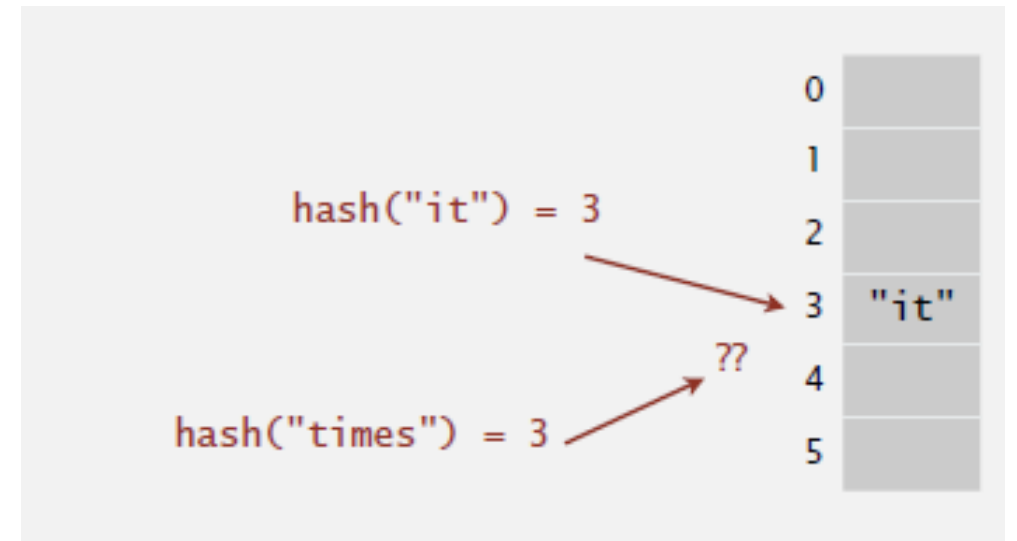 0
1
hash("it") = 3
2
3 "it"
??
4
hash("times") = 3
5